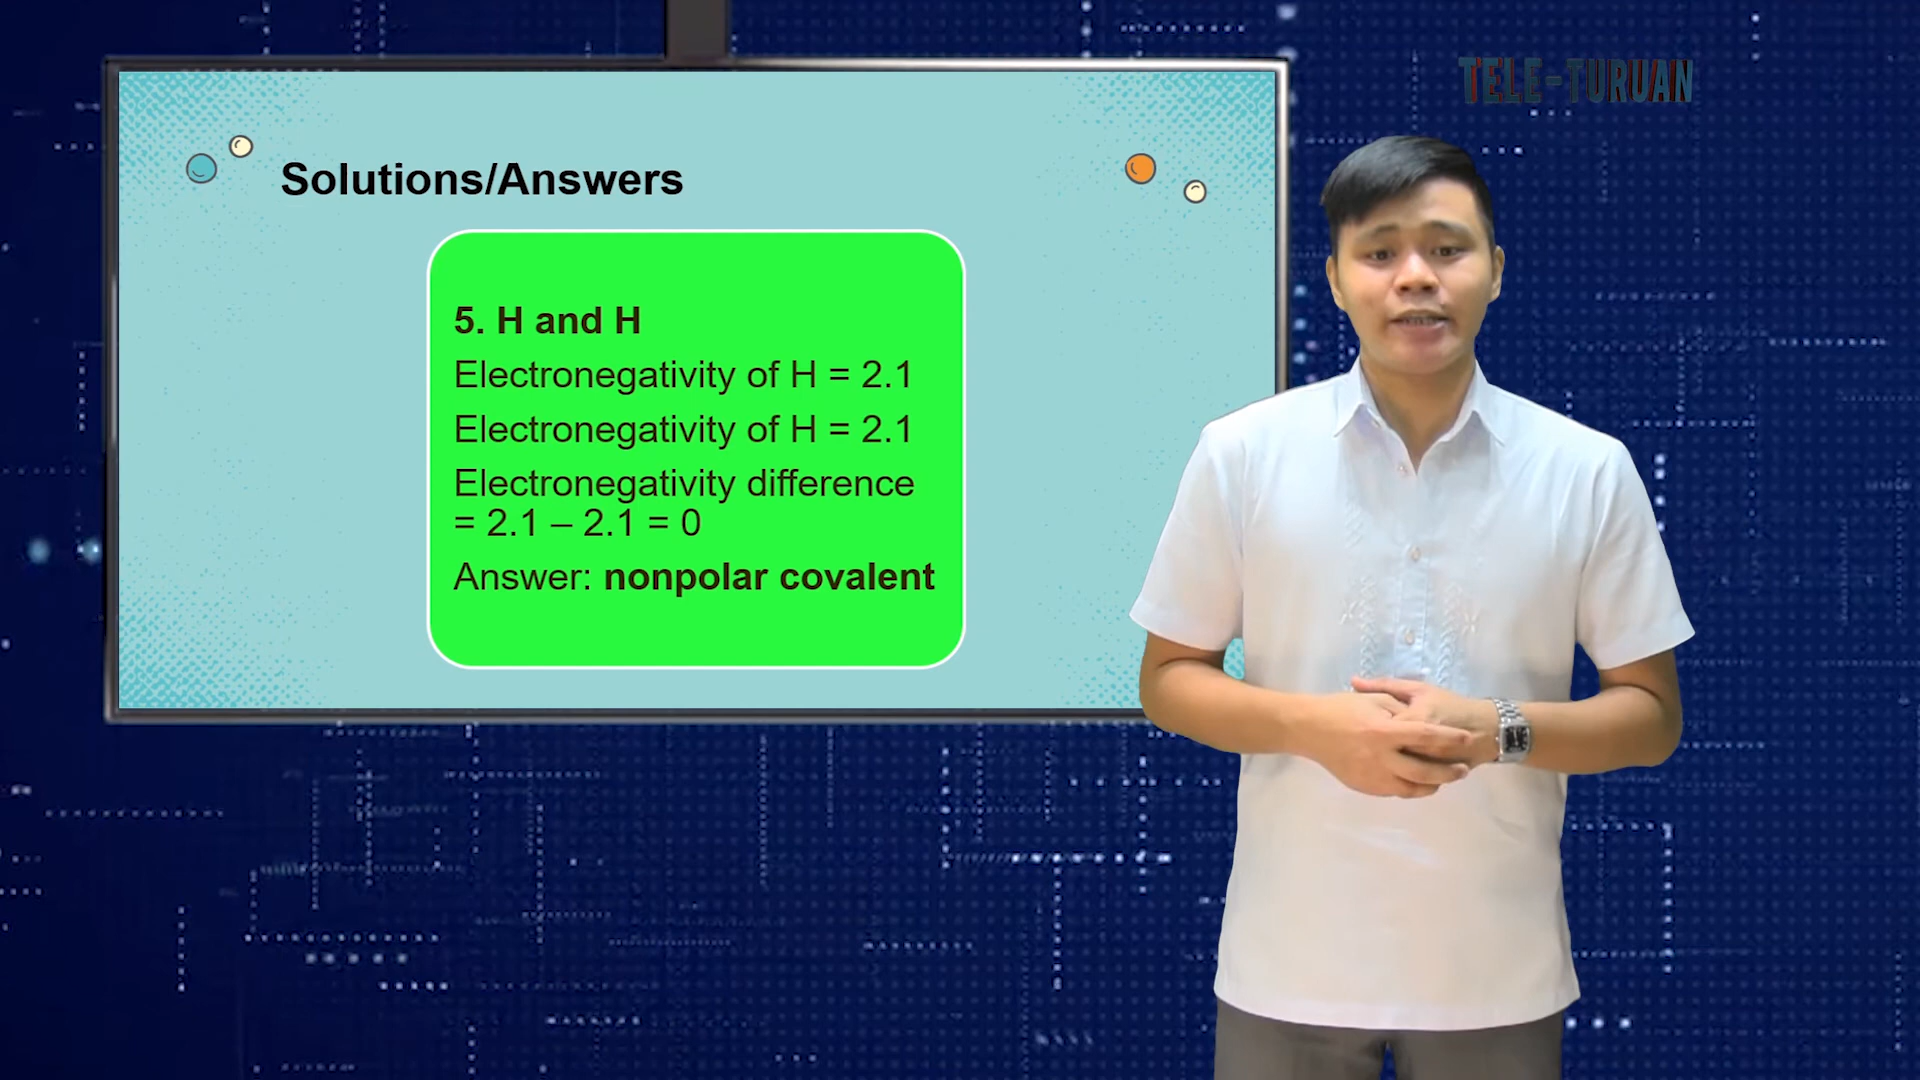 TELE-TURUAN
Solutions/Answers
5. H and H
Electronegativity of H = 2.1
Electronegativity of H = 2.1
Electronegativity difference
= 2.1 – 2.1 = 0
Answer: nonpolar covalent